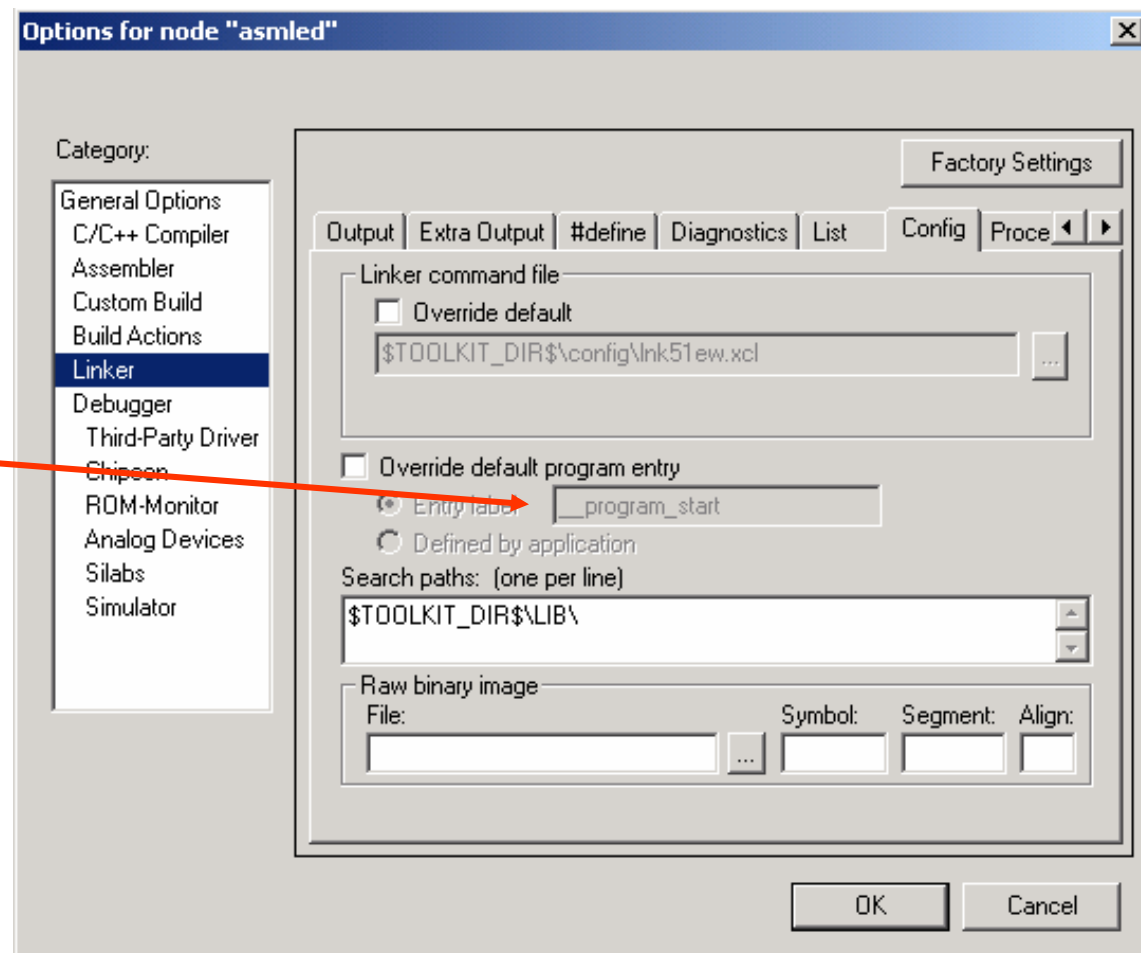 Options for node "asmled"
Category:
General Options
C/C++ Compiler
Assembler
Custom Build
Build Actions
Linker
Debugger
Third-Party Driver
Chipcon
ROM-Monitor
Analog Devices
Silabs
Simulator
Factory Settings
Output Extra Output #define Diagnostics List Config Proce
Linker command file
Override default
$TOOLKIT_DIR$\config\lnk51ew.xcl
...
Override default program entry
Entry label __program_start
Defined by application
Search paths: (one per line)
$TOOLKIT_DIR$\LIB\
Raw binary image
File: Symbol: Segment: Align:
...
OK Cancel